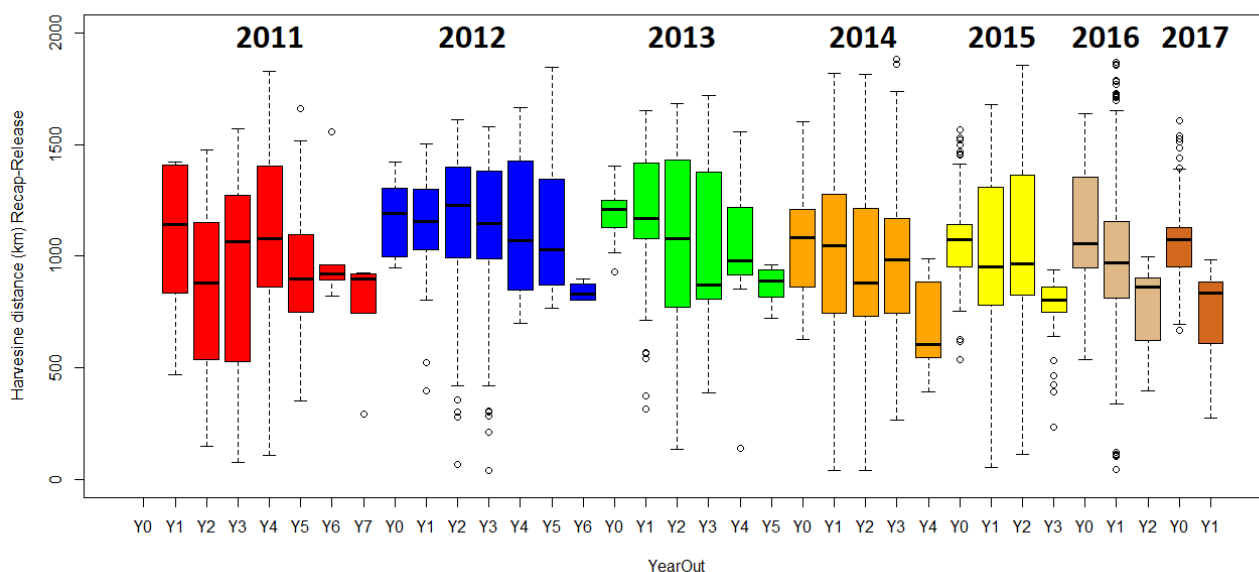 2011 2012 2013 2014 2015 2016 2017
Harvesine distance (km) Recap-Release
2000
1500
1000
500
0
Y0 Y1 Y2 Y3 Y4 Y5 Y6 Y7 Y0 Y1 Y2 Y3 Y4 Y5 Y6 Y0 Y1 Y2 Y3 Y4 Y5 Y0 Y1 Y2 Y3 Y4 Y0 Y1 Y2 Y3 Y0 Y1 Y2 Y0 Y1
YearOut